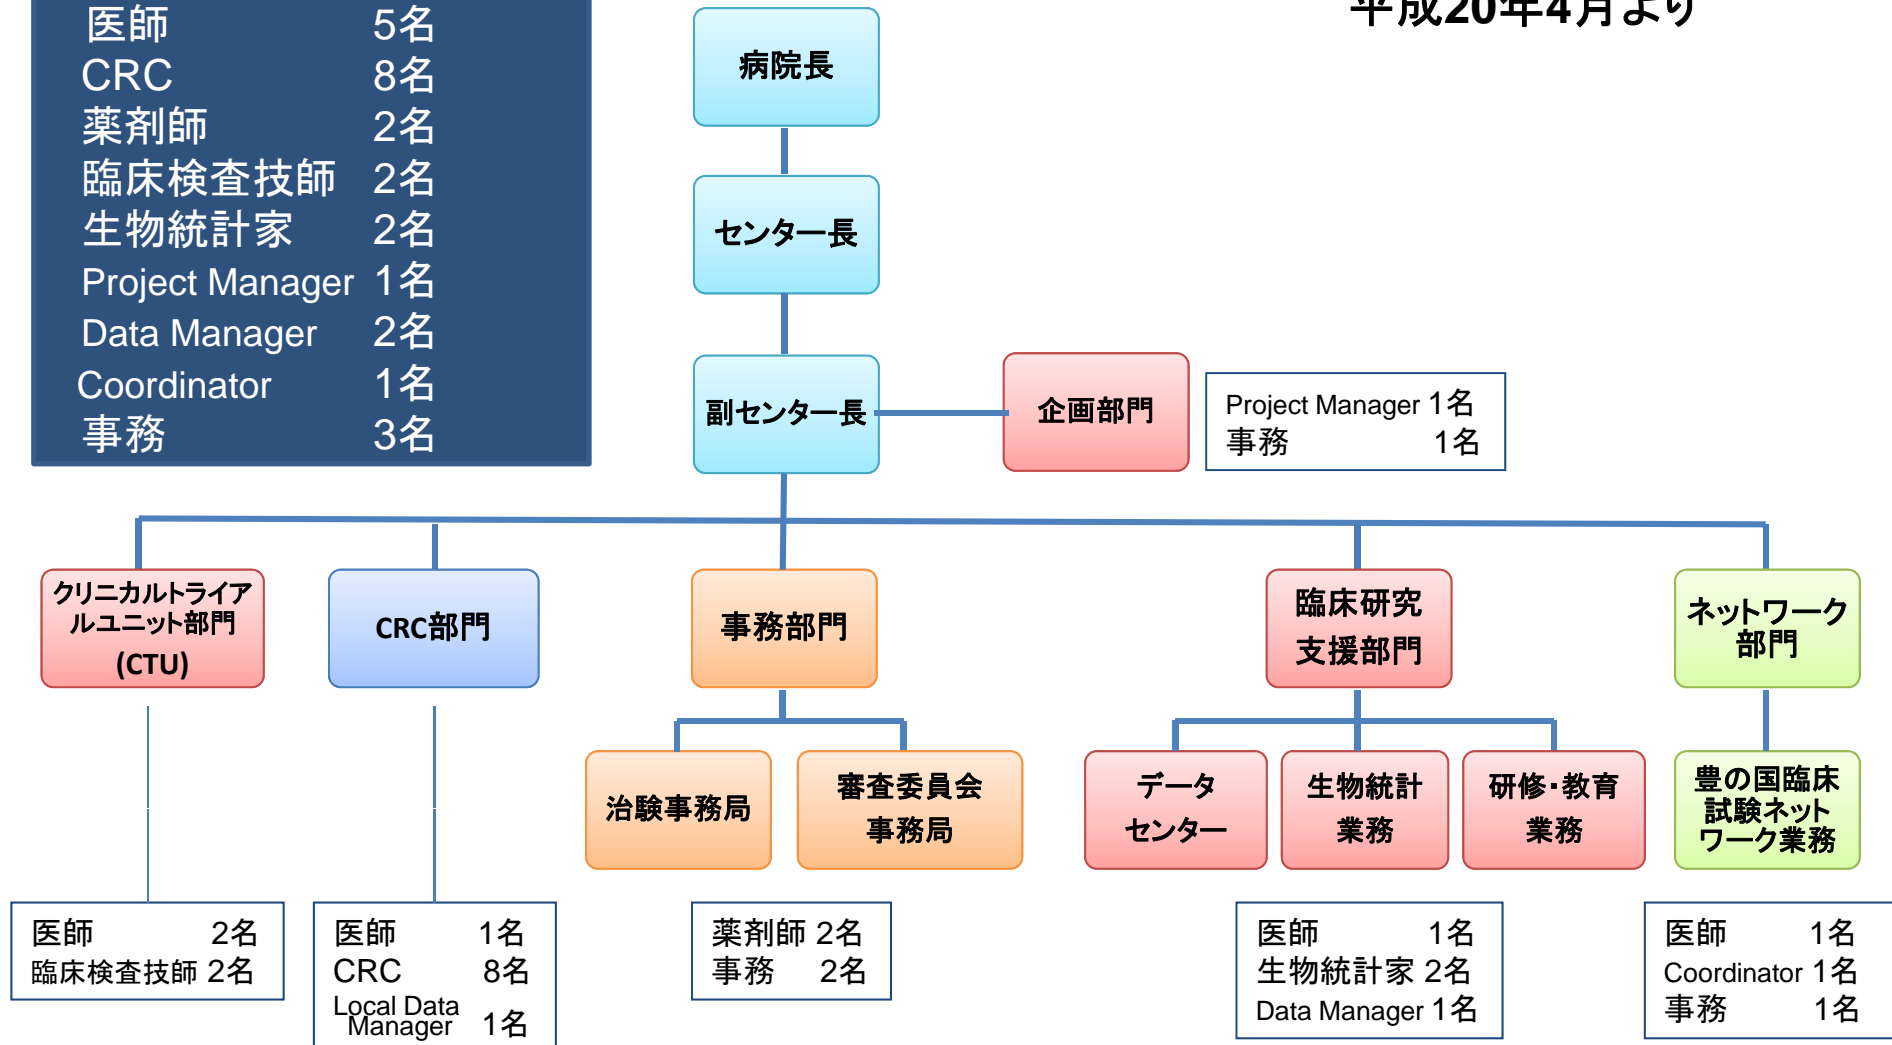 平成20年4月より
医師 5名
CRC 8名
薬剤師 2名
臨床検査技師 2名
生物統計家 2名
Project Manager 1名
Data Manager 2名
Coordinator 1名
事務 3名
病院長
センター長
副センター長
企画部門
Project Manager 1名
事務 1名
クリニカルトライア
ルユニット部門
(CTU)
CRC部門
事務部門
臨床研究
支援部門
ネットワーク
部門
治験事務局
審査委員会
事務局
データ
センター
生物統計
業務
研修・教育
業務
豊の国臨床
試験ネット
ワーク業務
医師 2名
臨床検査技師 2名
医師 1名
CRC 8名
Local Data
Manager 1名
薬剤師 2名
事務 2名
医師 1名
生物統計家 2名
Data Manager 1名
医師 1名
Coordinator 1名
事務 1名